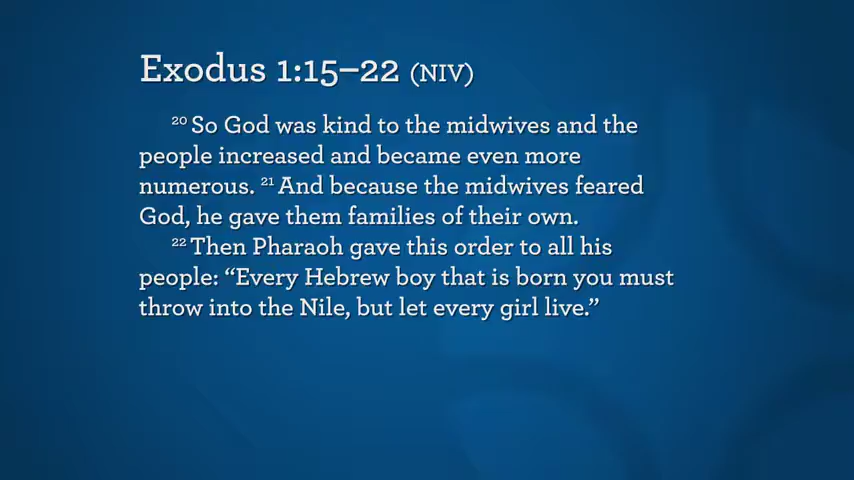 Exodus 1:15–22 (NIV)
²⁰ So God was kind to the midwives and the
people increased and became even more
numerous. ²¹ And because the midwives feared
God, he gave them families of their own.
²² Then Pharaoh gave this order to all his
people: “Every Hebrew boy that is born you must
throw into the Nile, but let every girl live.”